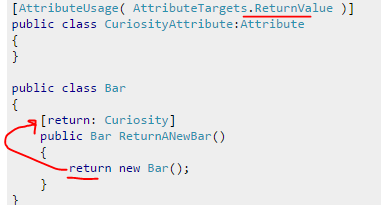 [AttributeUsage( AttributeTargets.ReturnValue )]
public class CuriosityAttribute:Attribute
{
}
public class Bar
{
[return: Curiosity]
public Bar ReturnANewBar()
{
return new Bar();
}
}